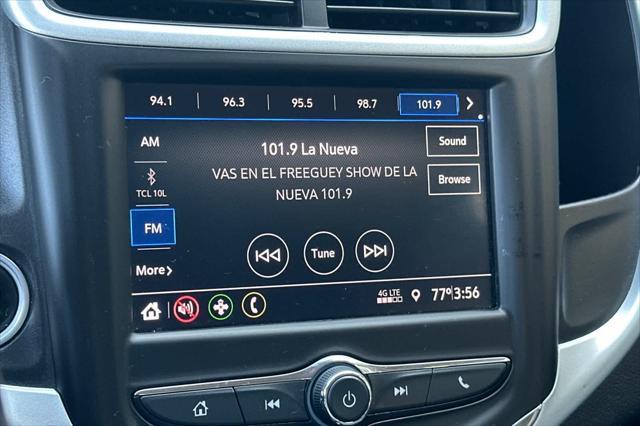 94.1 96.3 95.5 98.7 101.9
AM
101.9 La Nueva
Sound
VAS EN EL FREEGUEY SHOW DE LA
NUEVA 101.9
TCL 10L
Browse
FM
Tune
More
4G LTE
77° 3:56